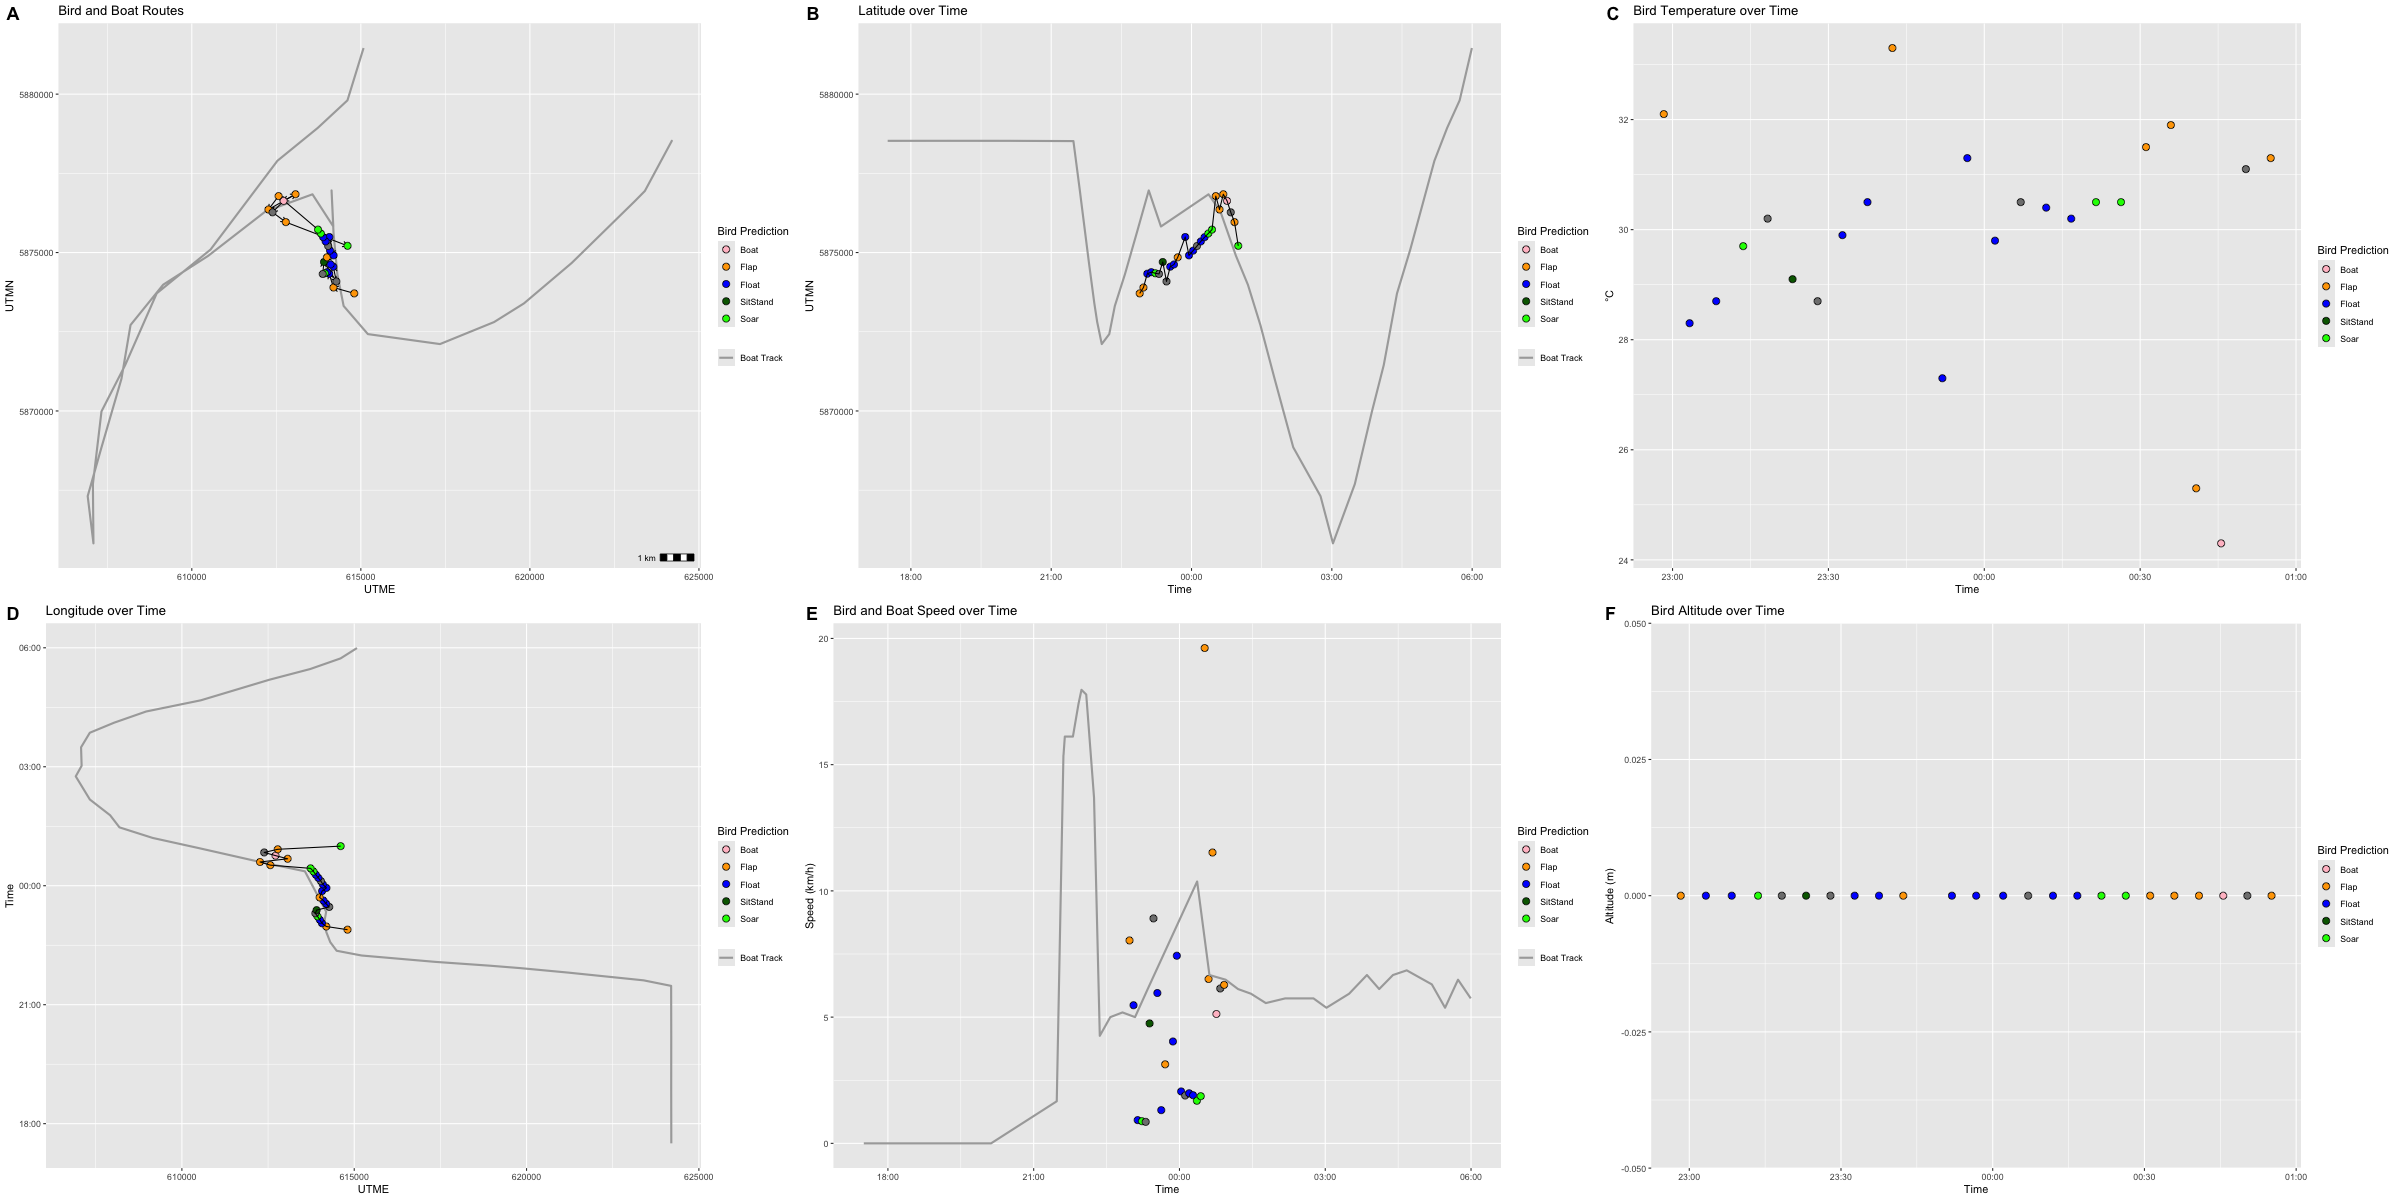 A Bird and Boat Routes
UTMN
5880000
5875000
5870000
610000 615000 620000 625000
UTME
1 km
Bird Prediction
Boat
Flap
Float
SitStand
Soar
Boat Track
B Latitude over Time
UTMN
5880000
5875000
5870000
18:00 21:00 00:00 03:00 06:00
Time
Bird Prediction
Boat
Flap
Float
SitStand
Soar
Boat Track
C Bird Temperature over Time
°C
32
30
28
26
24
23:00 23:30 00:00 00:30 01:00
Time
Bird Prediction
Boat
Flap
Float
SitStand
Soar
D Longitude over Time
Time
06:00
03:00
00:00
21:00
18:00
610000 615000 620000 625000
UTME
Bird Prediction
Boat
Flap
Float
SitStand
Soar
Boat Track
E Bird and Boat Speed over Time
Speed (km/h)
20
15
10
5
0
18:00 21:00 00:00 03:00 06:00
Time
Bird Prediction
Boat
Flap
Float
SitStand
Soar
Boat Track
F Bird Altitude over Time
Altitude (m)
0.050
0.025
0.000
-0.025
-0.050
23:00 23:30 00:00 00:30 01:00
Time
Bird Prediction
Boat
Flap
Float
SitStand
Soar